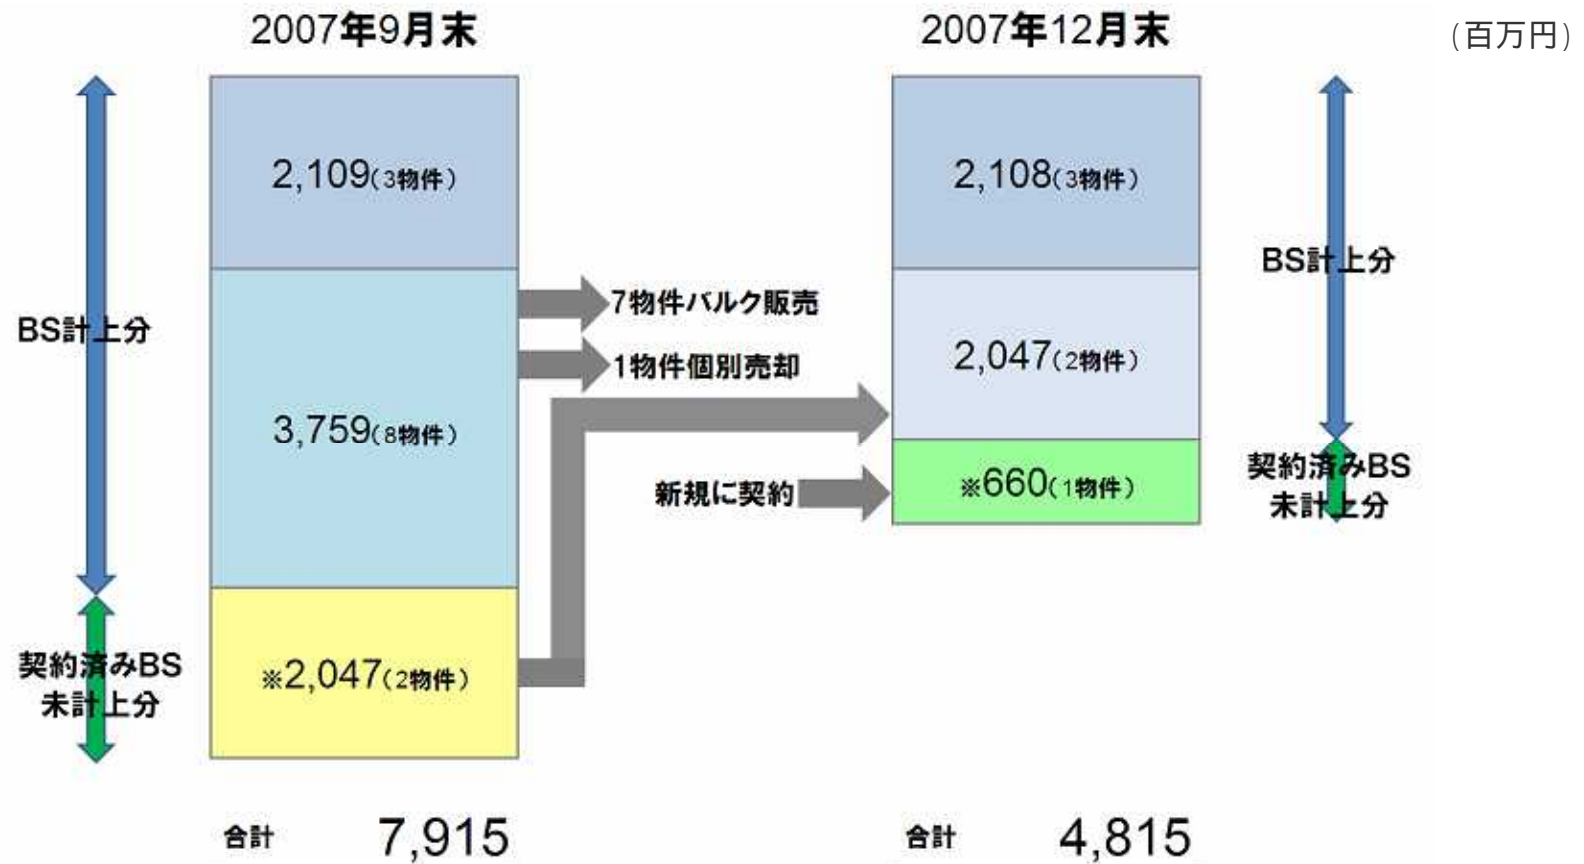 2007年9月末
2007年12月末
(百万円)
2,109(3物件)
2,108(3物件)
BS計上分
7物件バルク販売
BS計上分
1物件個別売却
2,047(2物件)
3,759(8物件)
契約済みBS
未計上分
新規に契約
※660(1物件)
契約済みBS
未計上分
※2,047(2物件)
合計 7,915
合計 4,815